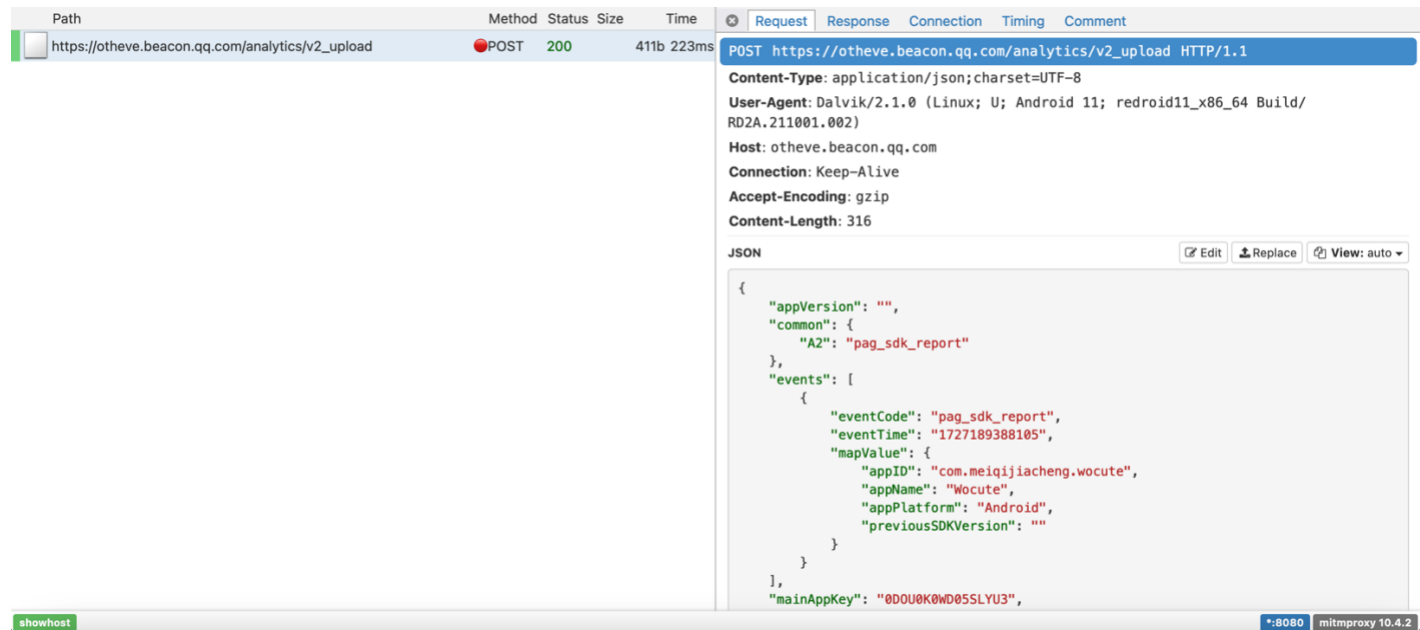 Path Method Status Size Time
https://otheve.beacon.qq.com/analytics/v2_upload POST 200 411b 223ms
Request Response Connection Timing Comment
POST https://otheve.beacon.qq.com/analytics/v2_upload HTTP/1.1
Content-Type: application/json;charset=UTF-8
User-Agent: Dalvik/2.1.0 (Linux; U; Android 11; redroid11_x86_64 Build/
RD2A.211001.002)
Host: otheve.beacon.qq.com
Connection: Keep-Alive
Accept-Encoding: gzip
Content-Length: 316
JSON Edit Replace View: auto
{
"appVersion": "",
"common": {
"A2": "pag_sdk_report"
},
"events": [
{
"eventCode": "pag_sdk_report",
"eventTime": "1727189388105",
"mapValue": {
"appID": "com.meiqijiacheng.wocute",
"appName": "Wocute",
"appPlatform": "Android",
"previousSDKVersion": ""
}
}
],
"mainAppKey": "0DOU0K0WD05SLYU3",
showhost *:8080 mitmproxy 10.4.2